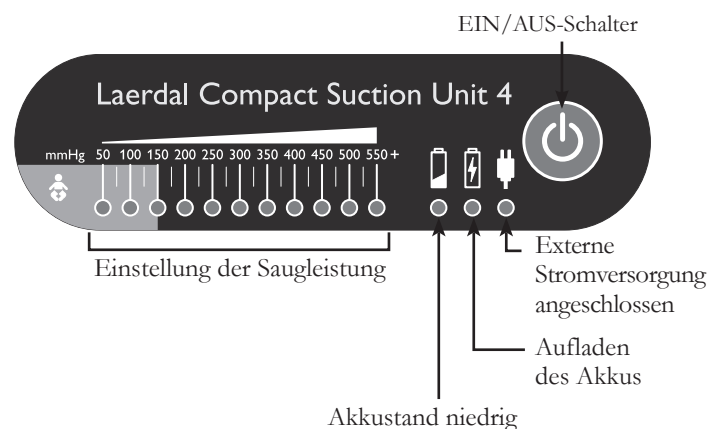 EIN/AUS-Schalter
Laerdal Compact Suction Unit 4
mmHg 50 100 150 200 250 300 350 400 450 500 550+
Einstellung der Saugleistung
Externe
Stromversorgung
angeschlossen
Aufladen
des Akkus
Akkustand niedrig